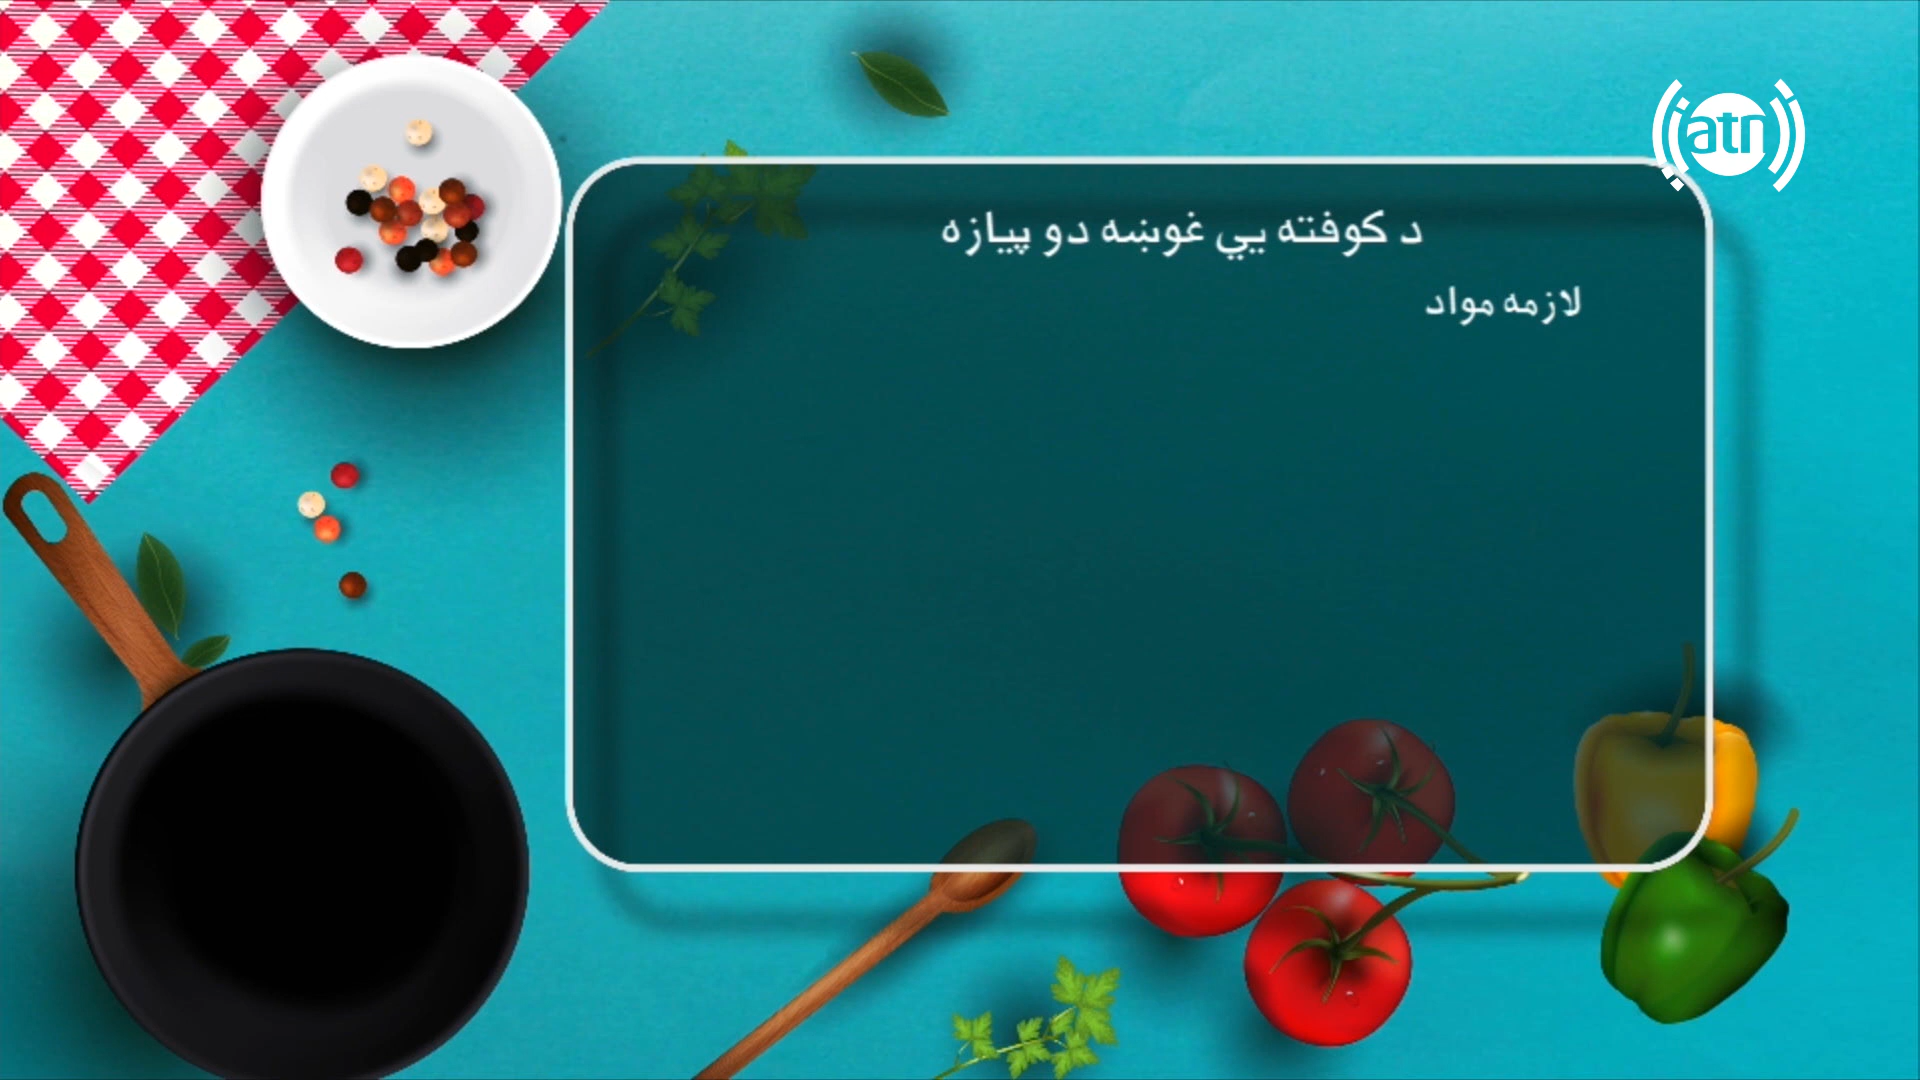 atn
د کوفته يي غوښه دو پیازه
لازمه مواد